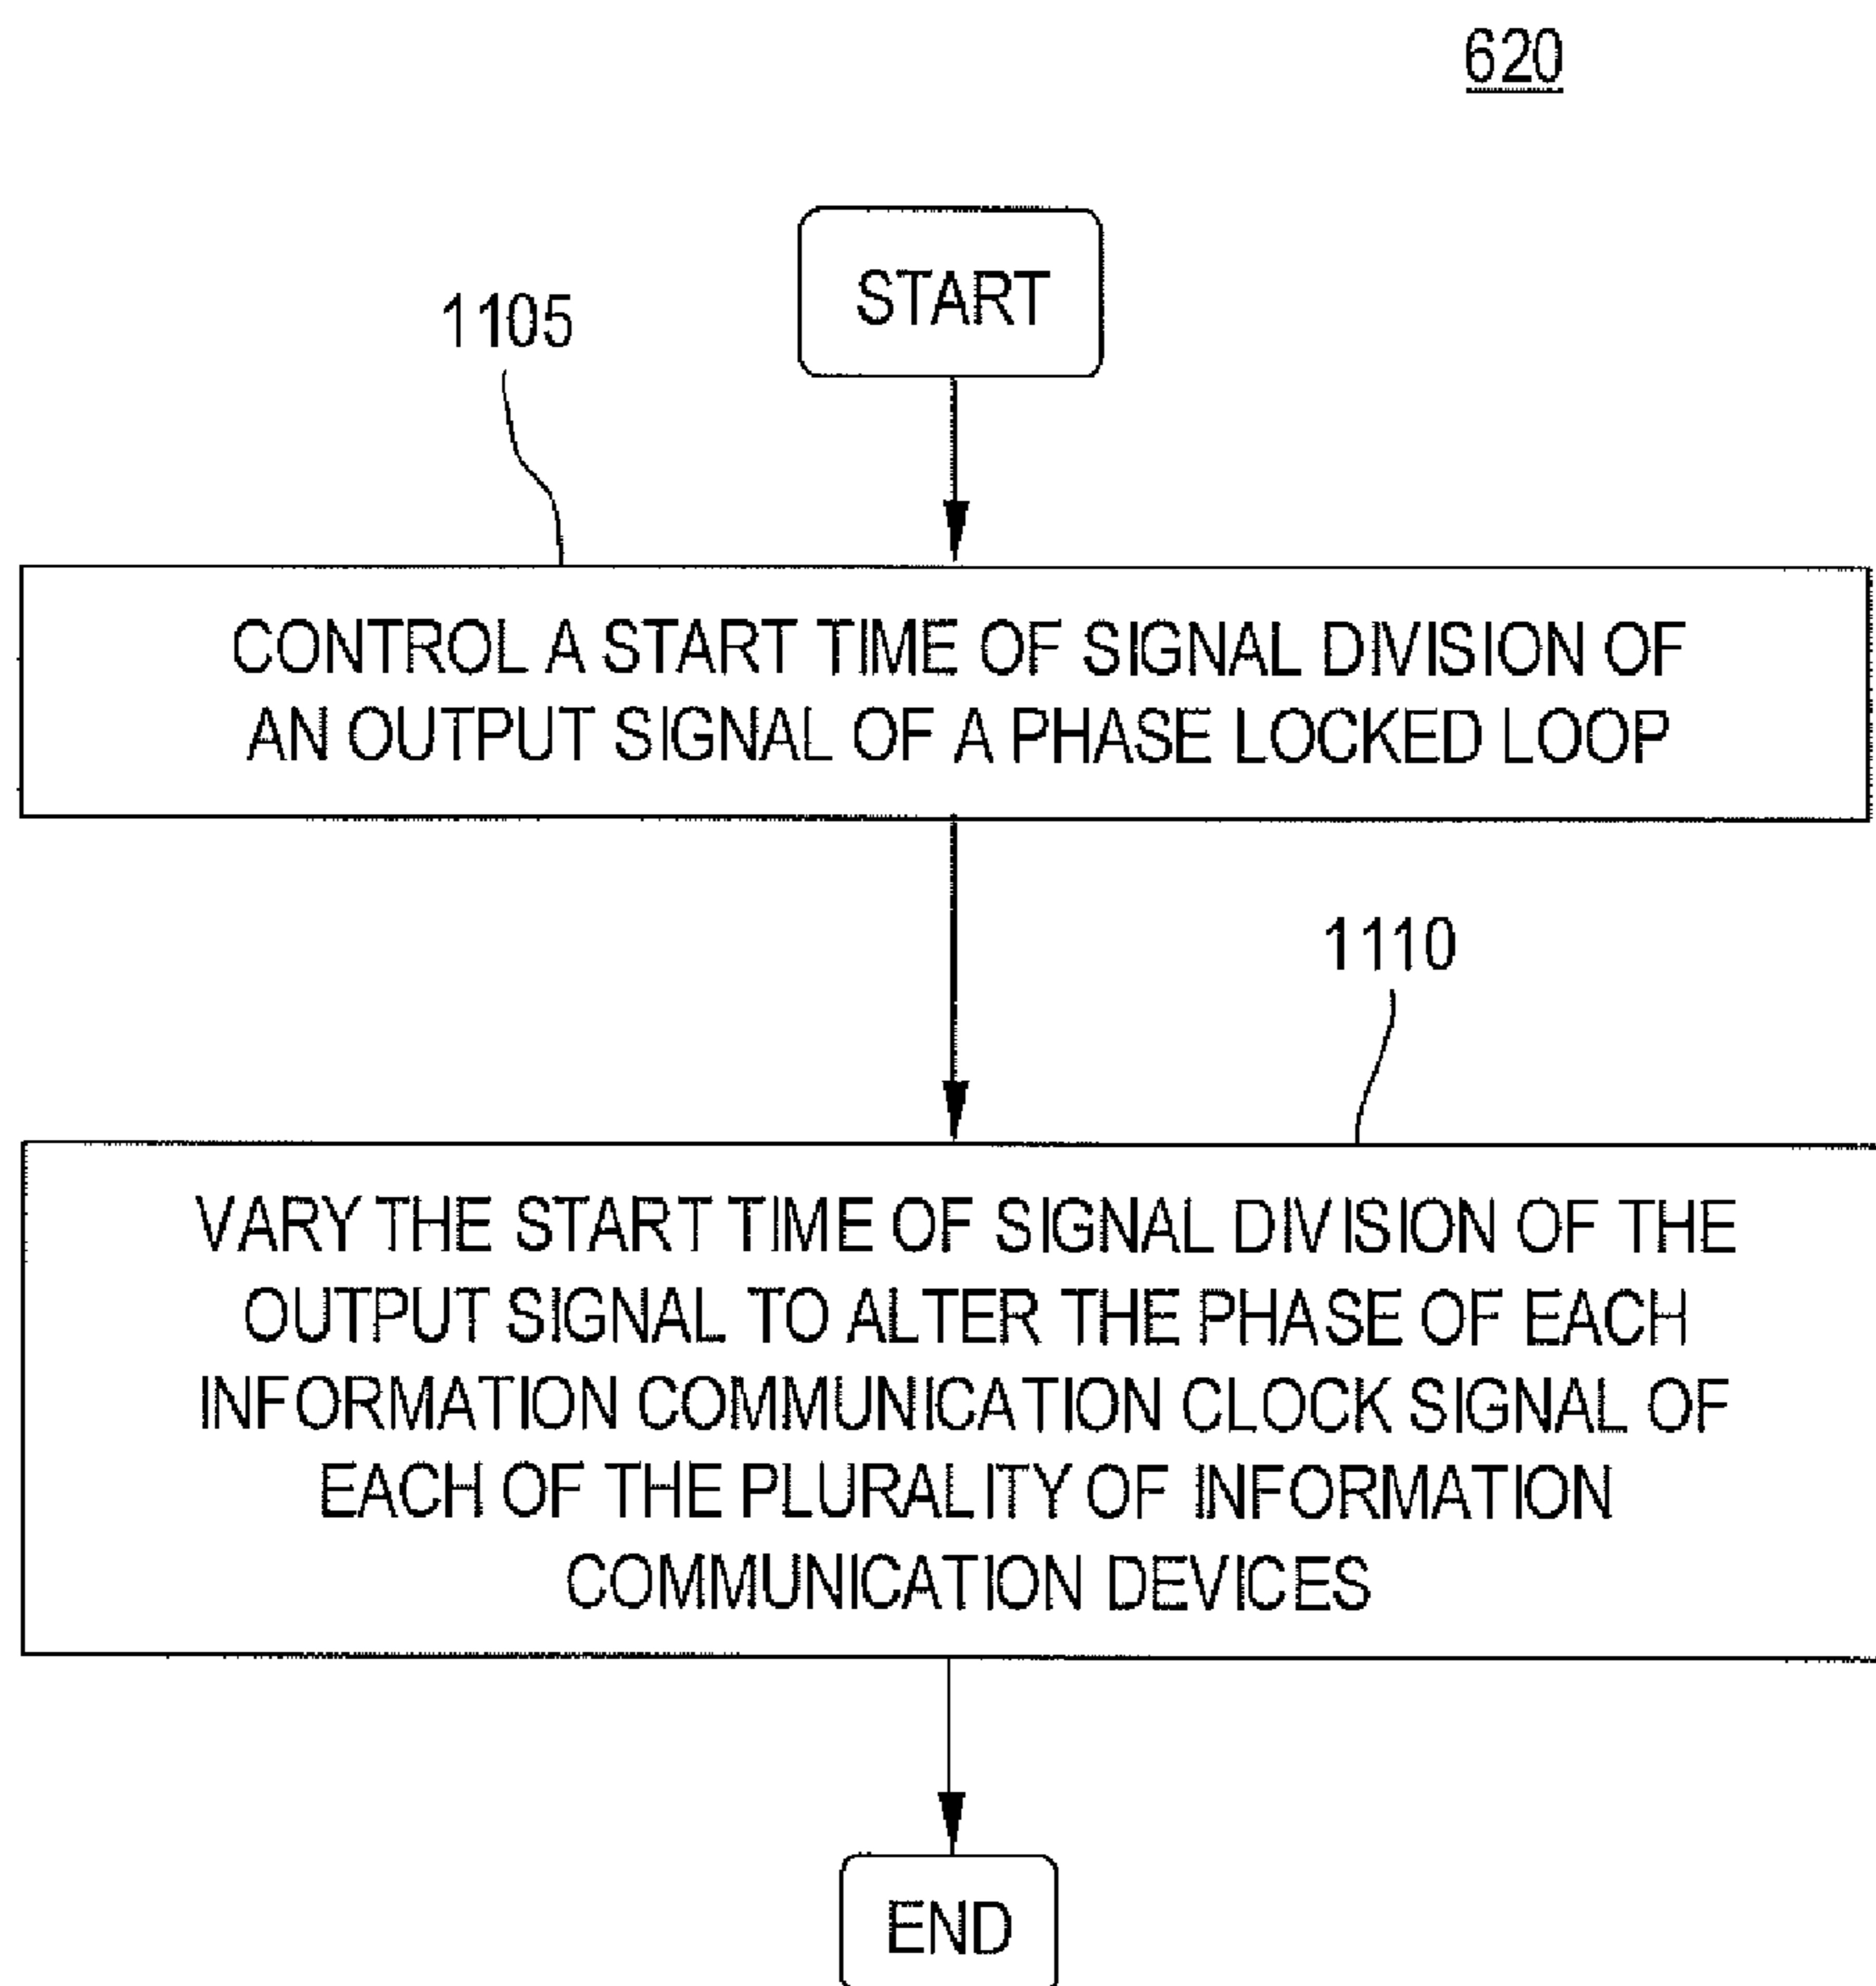 620
START
1105
CONTROL A START TIME OF SIGNAL DIVISION OF
AN OUTPUT SIGNAL OF A PHASE LOCKED LOOP
1110
VARY THE START TIME OF SIGNAL DIVISION OF THE
OUTPUT SIGNAL TO ALTER THE PHASE OF EACH
INFORMATION COMMUNICATION CLOCK SIGNAL OF
EACH OF THE PLURALITY OF INFORMATION
COMMUNICATION DEVICES
END